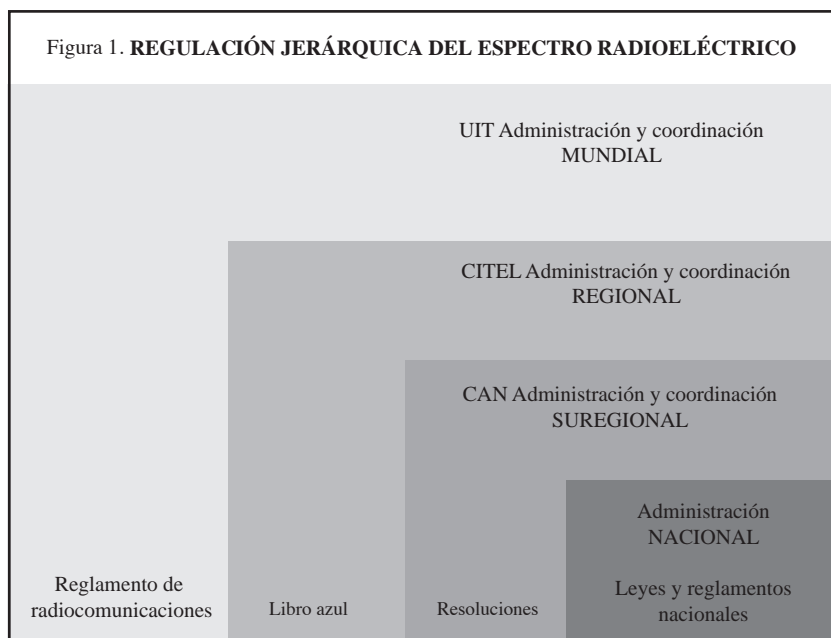 Figura 1. REGULACIÓN JERÁRQUICA DEL ESPECTRO RADIOELÉCTRICO
UIT Administración y coordinación
MUNDIAL
CITEL Administración y coordinación
REGIONAL
CAN Administración y coordinación
SUREGIONAL
Administración
NACIONAL
Reglamento de
radiocomunicaciones
Libro azul
Resoluciones
Leyes y reglamentos
nacionales